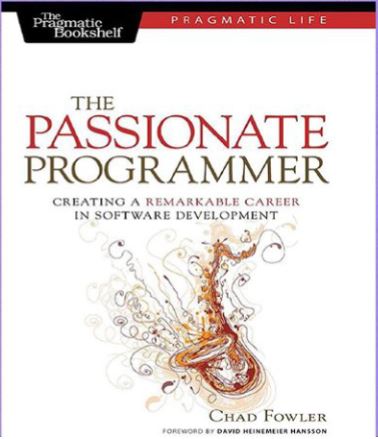 The
Pragmatic
Bookshelf
PRAGMATIC LIFE
THE
PASSIONATE
PROGRAMMER
CREATING A REMARKABLE CAREER
IN SOFTWARE DEVELOPMENT
CHAD FOWLER
FOREWORD BY DAVID HEINEMEIER HANSSON